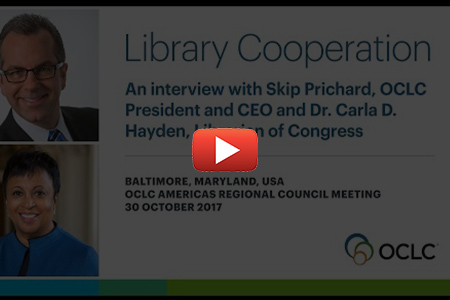 Library Cooperation
An interview with Skip Prichard, OCLC
President and CEO and Dr. Carla D.
Hayden, Librarian of Congress
BALTIMORE, MARYLAND, USA
OCLC AMERICAS REGIONAL COUNCIL MEETING
30 OCTOBER 2017
OCLC